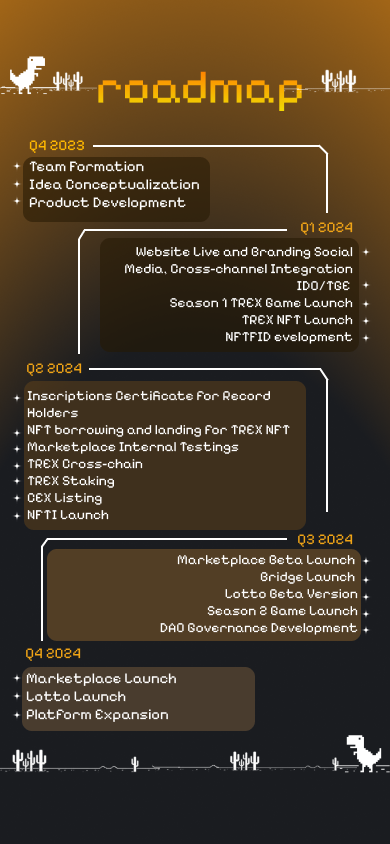 roadmap
Q4 2023
Team Formation
Idea Conceptualization
Product Development
Q1 2024
Website Live and Branding Social
Media, Cross-channel Integration
IDO/TGE
Season 1 TREX Game Launch
TREX NFT Launch
NFTFID evelopment
Q2 2024
Inscriptions Certificate For Record
Holders
NFT borrowing and landing For TREX NFT
Marketplace Internal Testings
TREX Cross-chain
TREX Staking
CEX Listing
NFTI Launch
Q3 2024
Marketplace Beta Launch
Bridge Launch
Lotto Beta Version
Season 2 Game Launch
DAO Governance Development
Q4 2024
Marketplace Launch
Lotto Launch
Platform Expansion